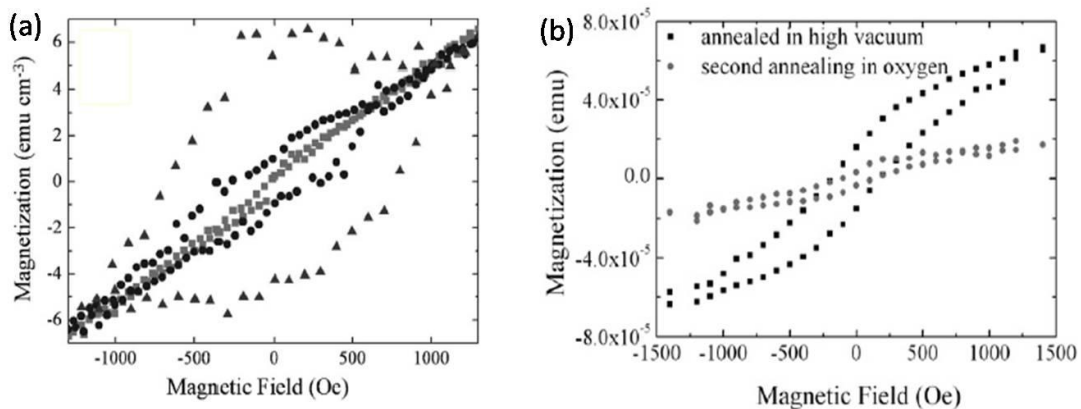 (a)
Magnetization (emu cm⁻³)
6
4
2
0
-2
-4
-6
-1000
-500
0
500
1000
Magnetic Field (Oe)
(b)
Magnetization (emu)
8.0x10⁻⁵
4.0x10⁻⁵
0.0
-4.0x10⁻⁵
-8.0x10⁻⁵
annealed in high vacuum
second annealing in oxygen
-1500
-1000
-500
0
500
1000
1500
Magnetic Field (Oe)